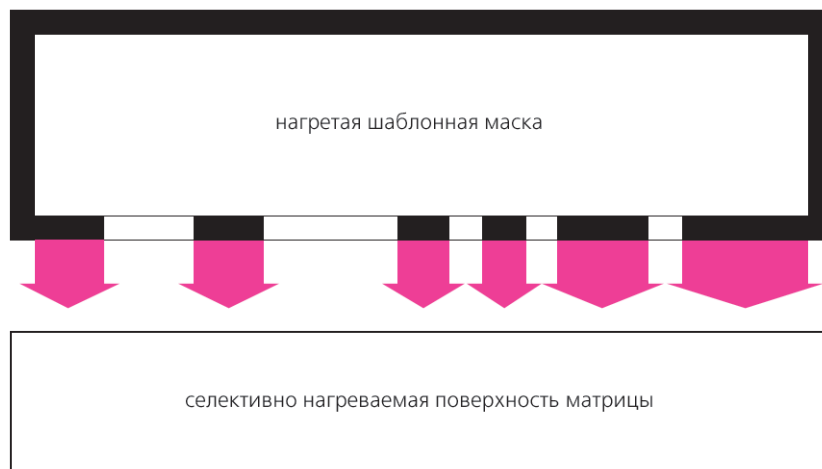 нагретая шаблонная маска
селективно нагреваемая поверхность матрицы